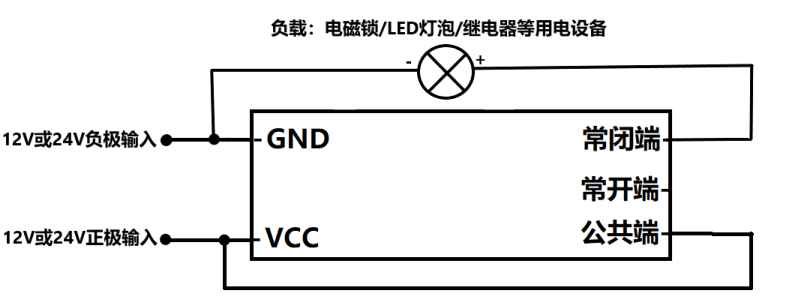 负载：电磁锁/LED灯泡/继电器等用电设备
- +
12V或24V负极输入
GND
常闭端
常开端
12V或24V正极输入
VCC
公共端